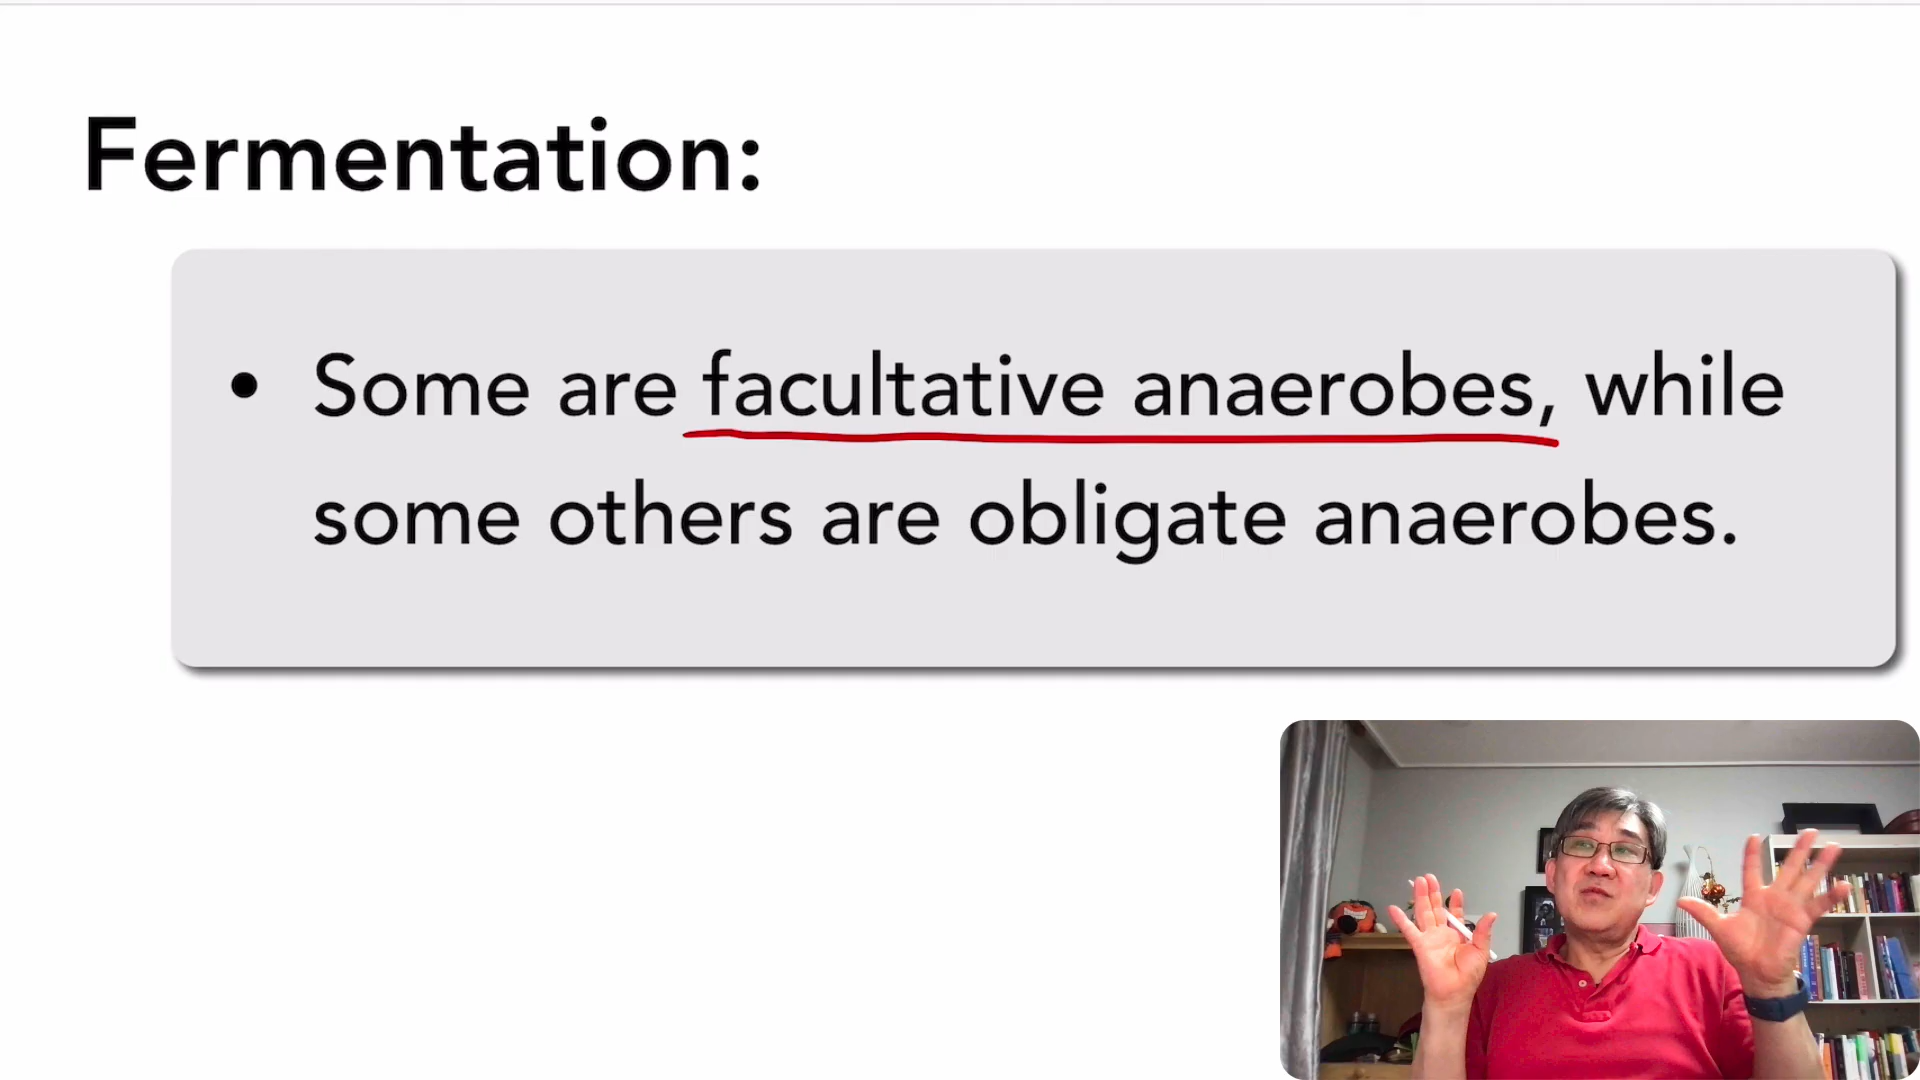 Fermentation:
• Some are facultative anaerobes, while
some others are obligate anaerobes.